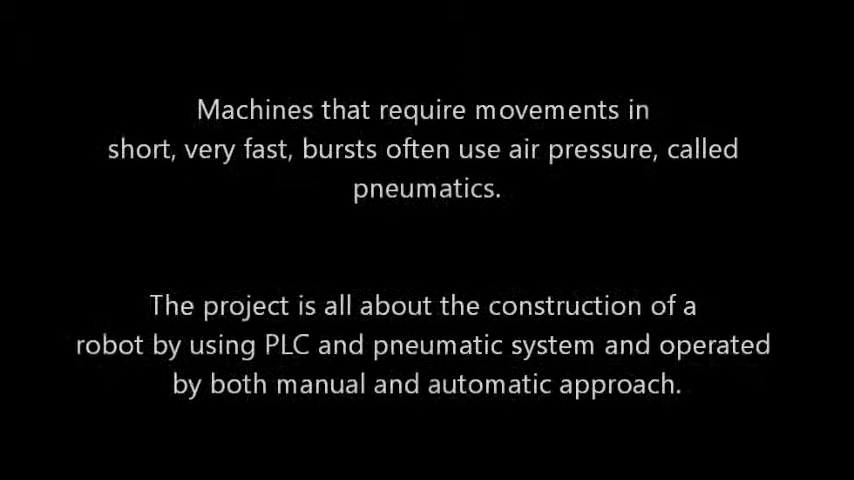 Machines that require movements in
short, very fast, bursts often use air pressure, called
pneumatics.
The project is all about the construction of a
robot by using PLC and pneumatic system and operated
by both manual and automatic approach.